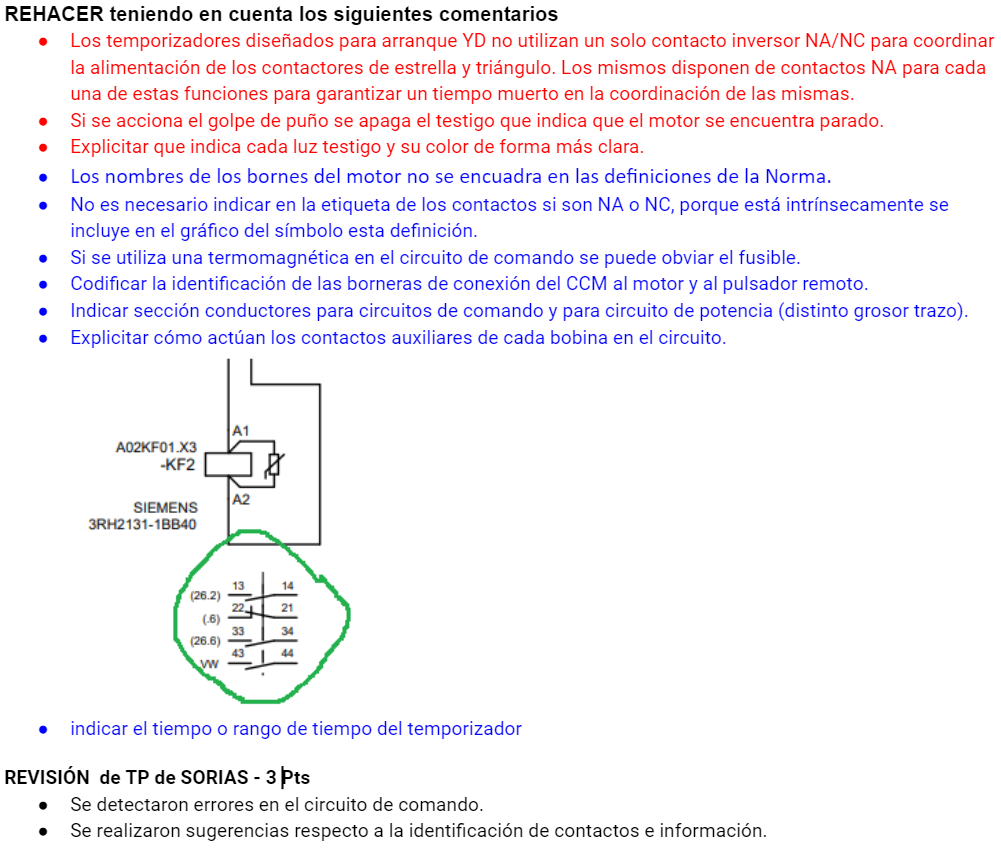 REHACER teniendo en cuenta los siguientes comentarios
● Los temporizadores diseñados para arranque YD no utilizan un solo contacto inversor NA/NC para coordinar
la alimentación de los contactores de estrella y triángulo. Los mismos disponen de contactos NA para cada
una de estas funciones para garantizar un tiempo muerto en la coordinación de las mismas.
● Si se acciona el golpe de puño se apaga el testigo que indica que el motor se encuentra parado.
● Explicitar que indica cada luz testigo y su color de forma más clara.
● Los nombres de los bornes del motor no se encuadra en las definiciones de la Norma.
● No es necesario indicar en la etiqueta de los contactos si son NA o NC, porque está intrínsecamente se
incluye en el gráfico del símbolo esta definición.
● Si se utiliza una termomagnética en el circuito de comando se puede obviar el fusible.
● Codificar la identificación de las borneras de conexión del CCM al motor y al pulsador remoto.
● Indicar sección conductores para circuitos de comando y para circuito de potencia (distinto grosor trazo).
● Explicitar cómo actúan los contactos auxiliares de cada bobina en el circuito.
A1
A02KF01.X3
-KF2
A2
SIEMENS
3RH2131-1BB40
(26.2) 13 14
(.6) 22 21
(26.6) 33 34
VW 43 44
● indicar el tiempo o rango de tiempo del temporizador
REVISIÓN de TP de SORIAS - 3 Pts
● Se detectaron errores en el circuito de comando.
● Se realizaron sugerencias respecto a la identificación de contactos e información.